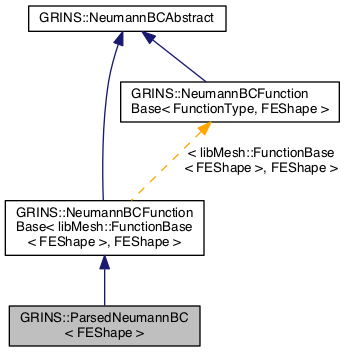 GRINS::NeumannBCAbstract
GRINS::NeumannBCFunction
Base< FunctionType, FEShape >
< libMesh::FunctionBase
< FEShape >, FEShape >
GRINS::NeumannBCFunction
Base< libMesh::FunctionBase
< FEShape >, FEShape >
GRINS::ParsedNeumannBC
< FEShape >